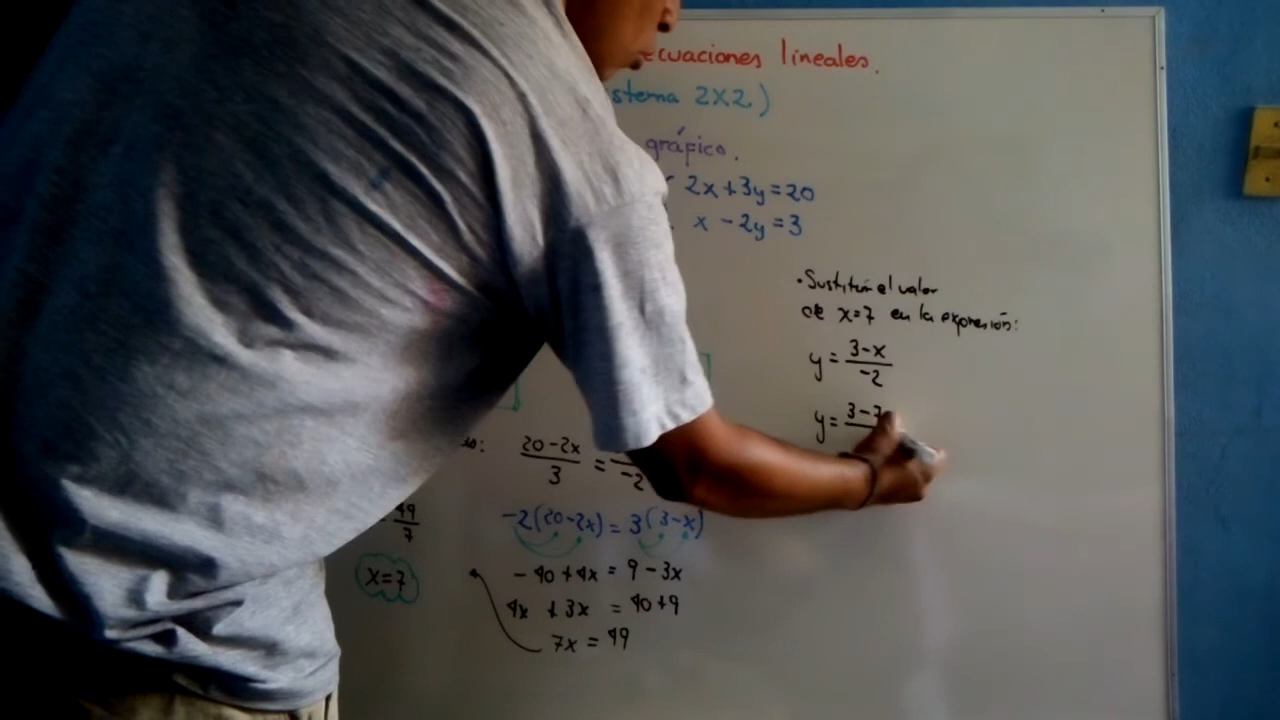 ecuaciones lineales.
stema 2X2)
gráfico.
2x+3y=20
x-2y=3
• Sustituir el valor
de x=7 en la expresión:
y = 3-x / -2
y = 3-7
so: 20-2x / 3 = / -2
-2(20-2x) = 3(3-x)
-40+4x = 9-3x
4x +3x = 40+9
7x = 49
49 / 7
x=7